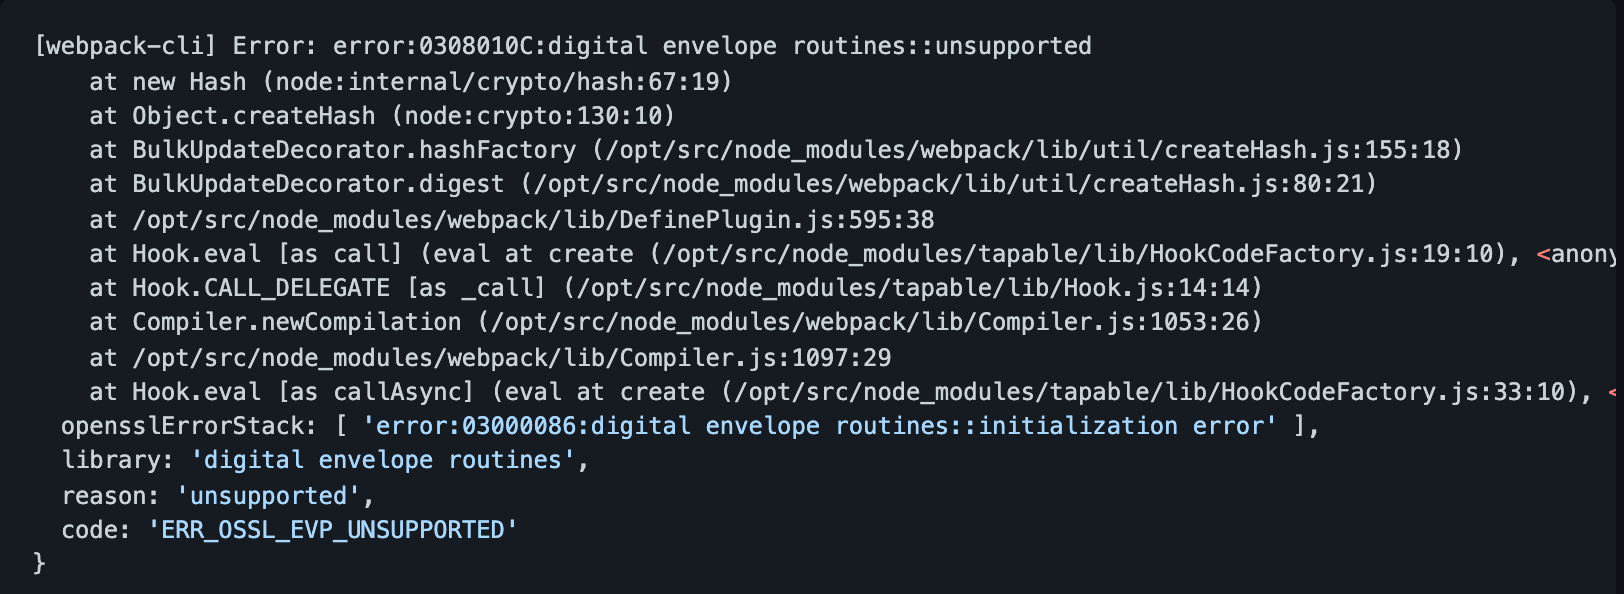 [webpack-cli] Error: error:0308010C:digital envelope routines::unsupported
    at new Hash (node:internal/crypto/hash:67:19)
    at Object.createHash (node:crypto:130:10)
    at BulkUpdateDecorator.hashFactory (/opt/src/node_modules/webpack/lib/util/createHash.js:155:18)
    at BulkUpdateDecorator.digest (/opt/src/node_modules/webpack/lib/util/createHash.js:80:21)
    at /opt/src/node_modules/webpack/lib/DefinePlugin.js:595:38
    at Hook.eval [as call] (eval at create (/opt/src/node_modules/tapable/lib/HookCodeFactory.js:19:10), <anony
    at Hook.CALL_DELEGATE [as _call] (/opt/src/node_modules/tapable/lib/Hook.js:14:14)
    at Compiler.newCompilation (/opt/src/node_modules/webpack/lib/Compiler.js:1053:26)
    at /opt/src/node_modules/webpack/lib/Compiler.js:1097:29
    at Hook.eval [as callAsync] (eval at create (/opt/src/node_modules/tapable/lib/HookCodeFactory.js:33:10), <
  opensslErrorStack: [ 'error:03000086:digital envelope routines::initialization error' ],
  library: 'digital envelope routines',
  reason: 'unsupported',
  code: 'ERR_OSSL_EVP_UNSUPPORTED'
}